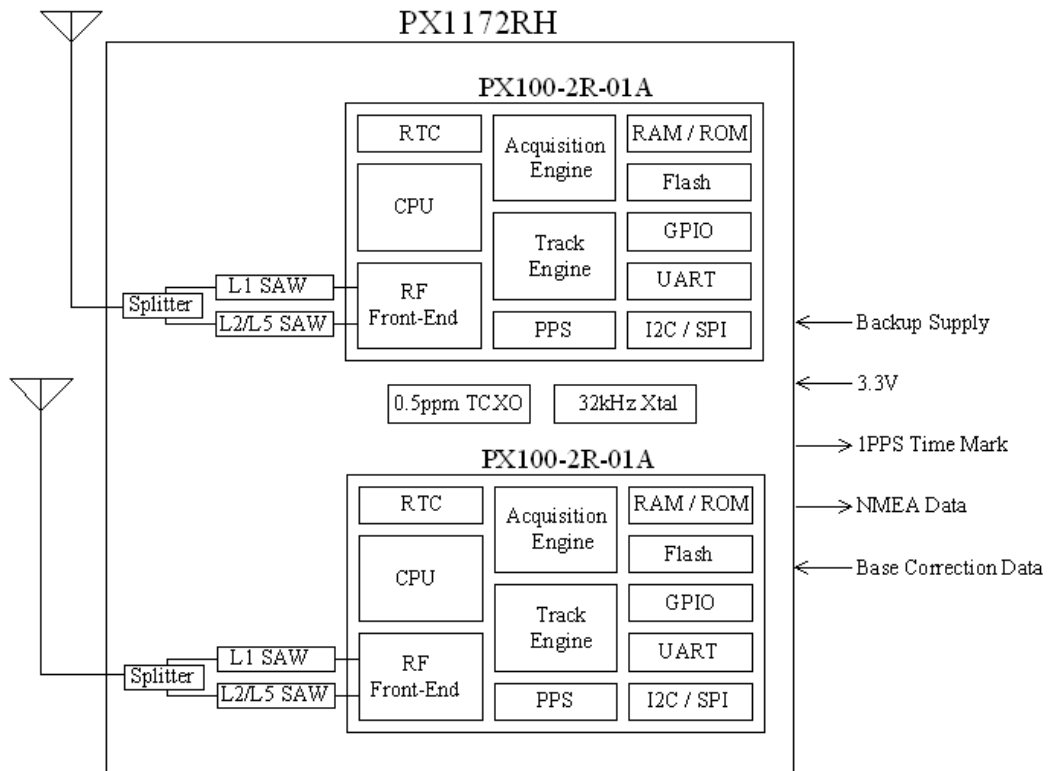 PX1172RH
PX100-2R-01A
RTC
Acquisition
Engine
RAM / ROM
CPU
Flash
Track
Engine
GPIO
UART
L1 SAW
RF
Front-End
Splitter
L2/L5 SAW
PPS
I2C / SPI
Backup Supply
3.3V
0.5ppm TCXO
32kHz Xtal
1PPS Time Mark
PX100-2R-01A
RTC
Acquisition
Engine
RAM / ROM
NMEA Data
CPU
Flash
Base Correction Data
Track
Engine
GPIO
UART
L1 SAW
RF
Front-End
Splitter
L2/L5 SAW
PPS
I2C / SPI